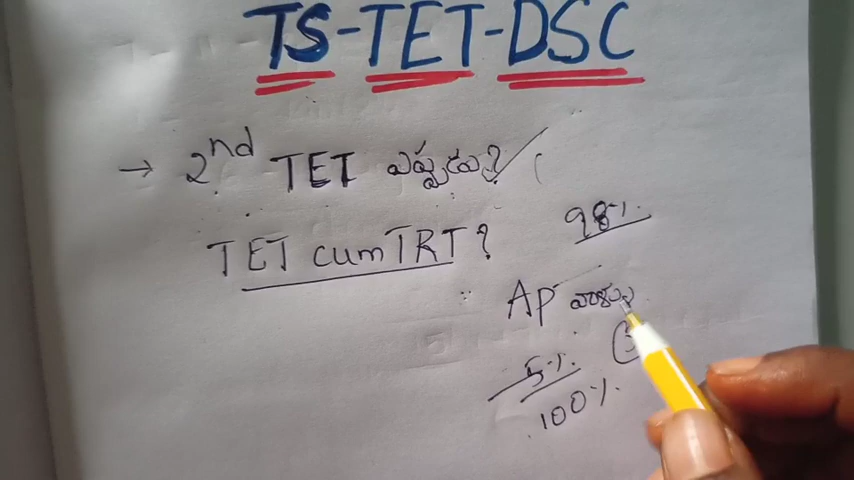 TS-TET-DSC
→ 2nd TET ఎప్పుడు?
TET cum TRT?
98%
AP వాళ్ళు
5%
100%